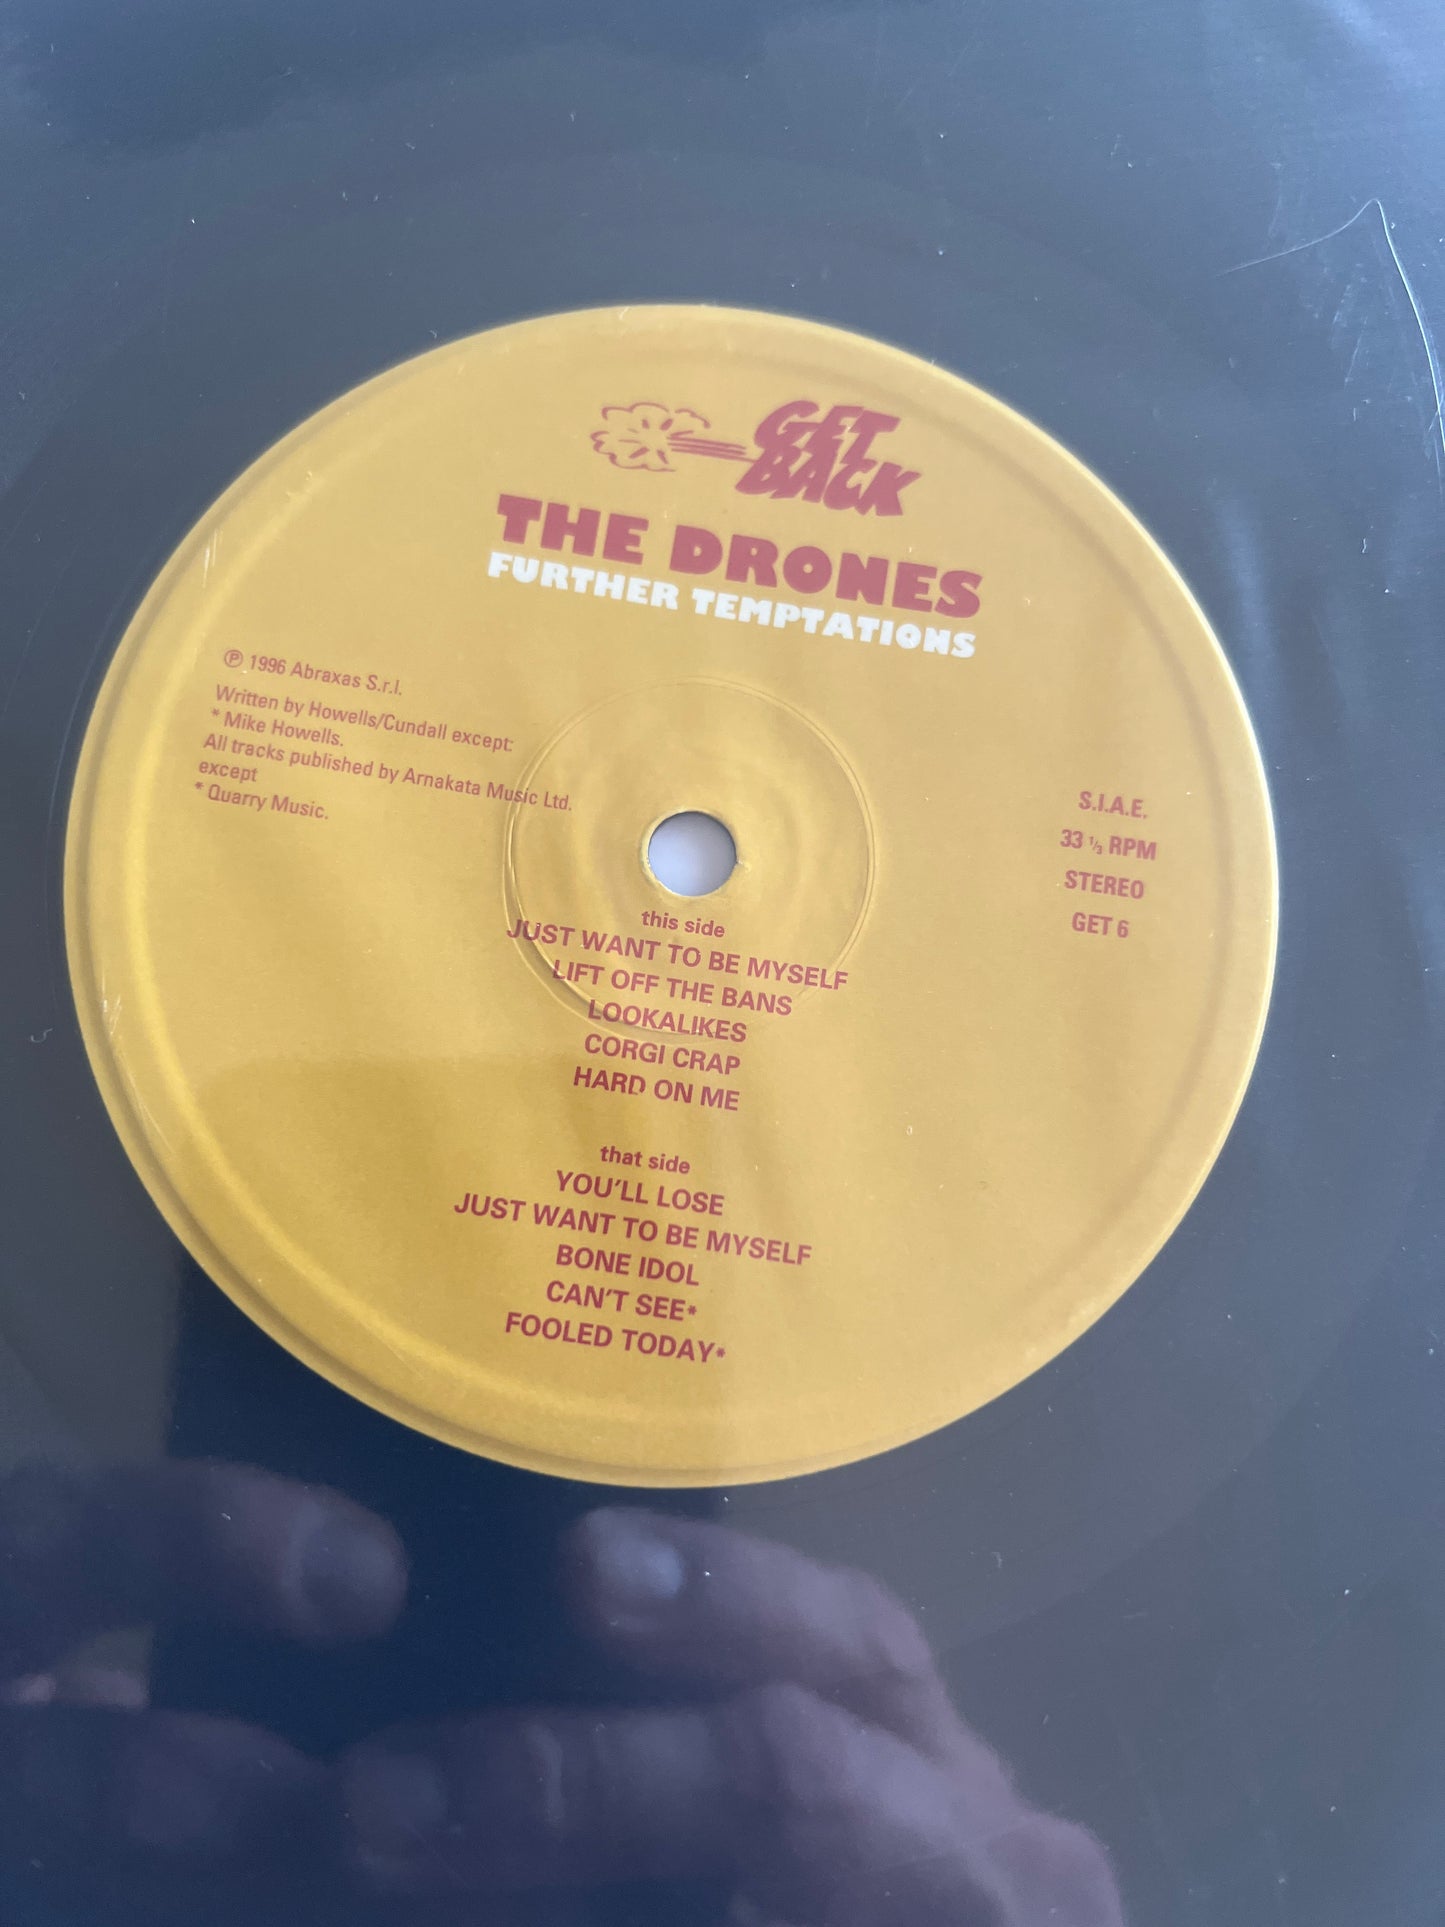 GET
BACK
THE DRONES
FURTHER TEMPTATIONS
℗ 1996 Abraxas S.r.l.
Written by Howells/Cundall except:
* Mike Howells.
All tracks published by Arnakata Music Ltd.
except
* Quarry Music.
S.I.A.E.
33 ⅓ RPM
STEREO
GET 6
this side
JUST WANT TO BE MYSELF
LIFT OFF THE BANS
LOOKALIKES
CORGI CRAP
HARD ON ME
that side
YOU'LL LOSE
JUST WANT TO BE MYSELF
BONE IDOL
CAN'T SEE*
FOOLED TODAY*